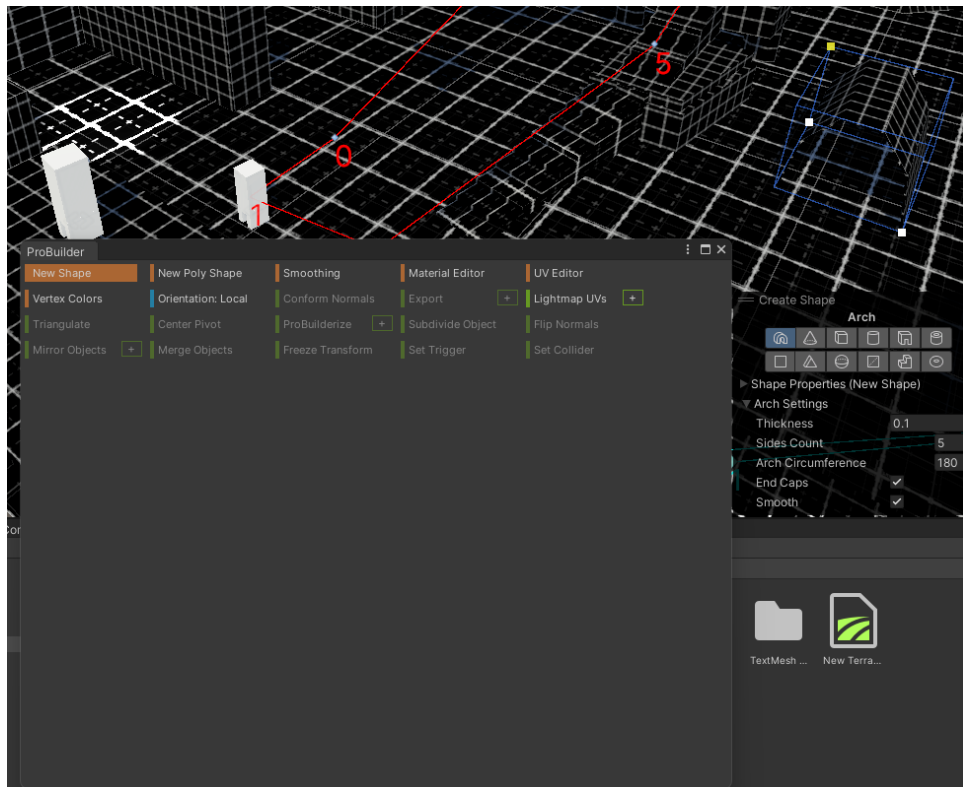 5
0
1
ProBuilder
New Shape
New Poly Shape
Smoothing
Material Editor
UV Editor
Vertex Colors
Orientation: Local
Conform Normals
Export +
Lightmap UVs +
Triangulate
Center Pivot
ProBuilderize +
Subdivide Object
Flip Normals
Mirror Objects +
Merge Objects
Freeze Transform
Set Trigger
Set Collider
Create Shape
Arch
Shape Properties (New Shape)
Arch Settings
Thickness 0.1
Sides Count 5
Arch Circumference 180
End Caps
Smooth
Cor
TextMesh ...
New Terra...